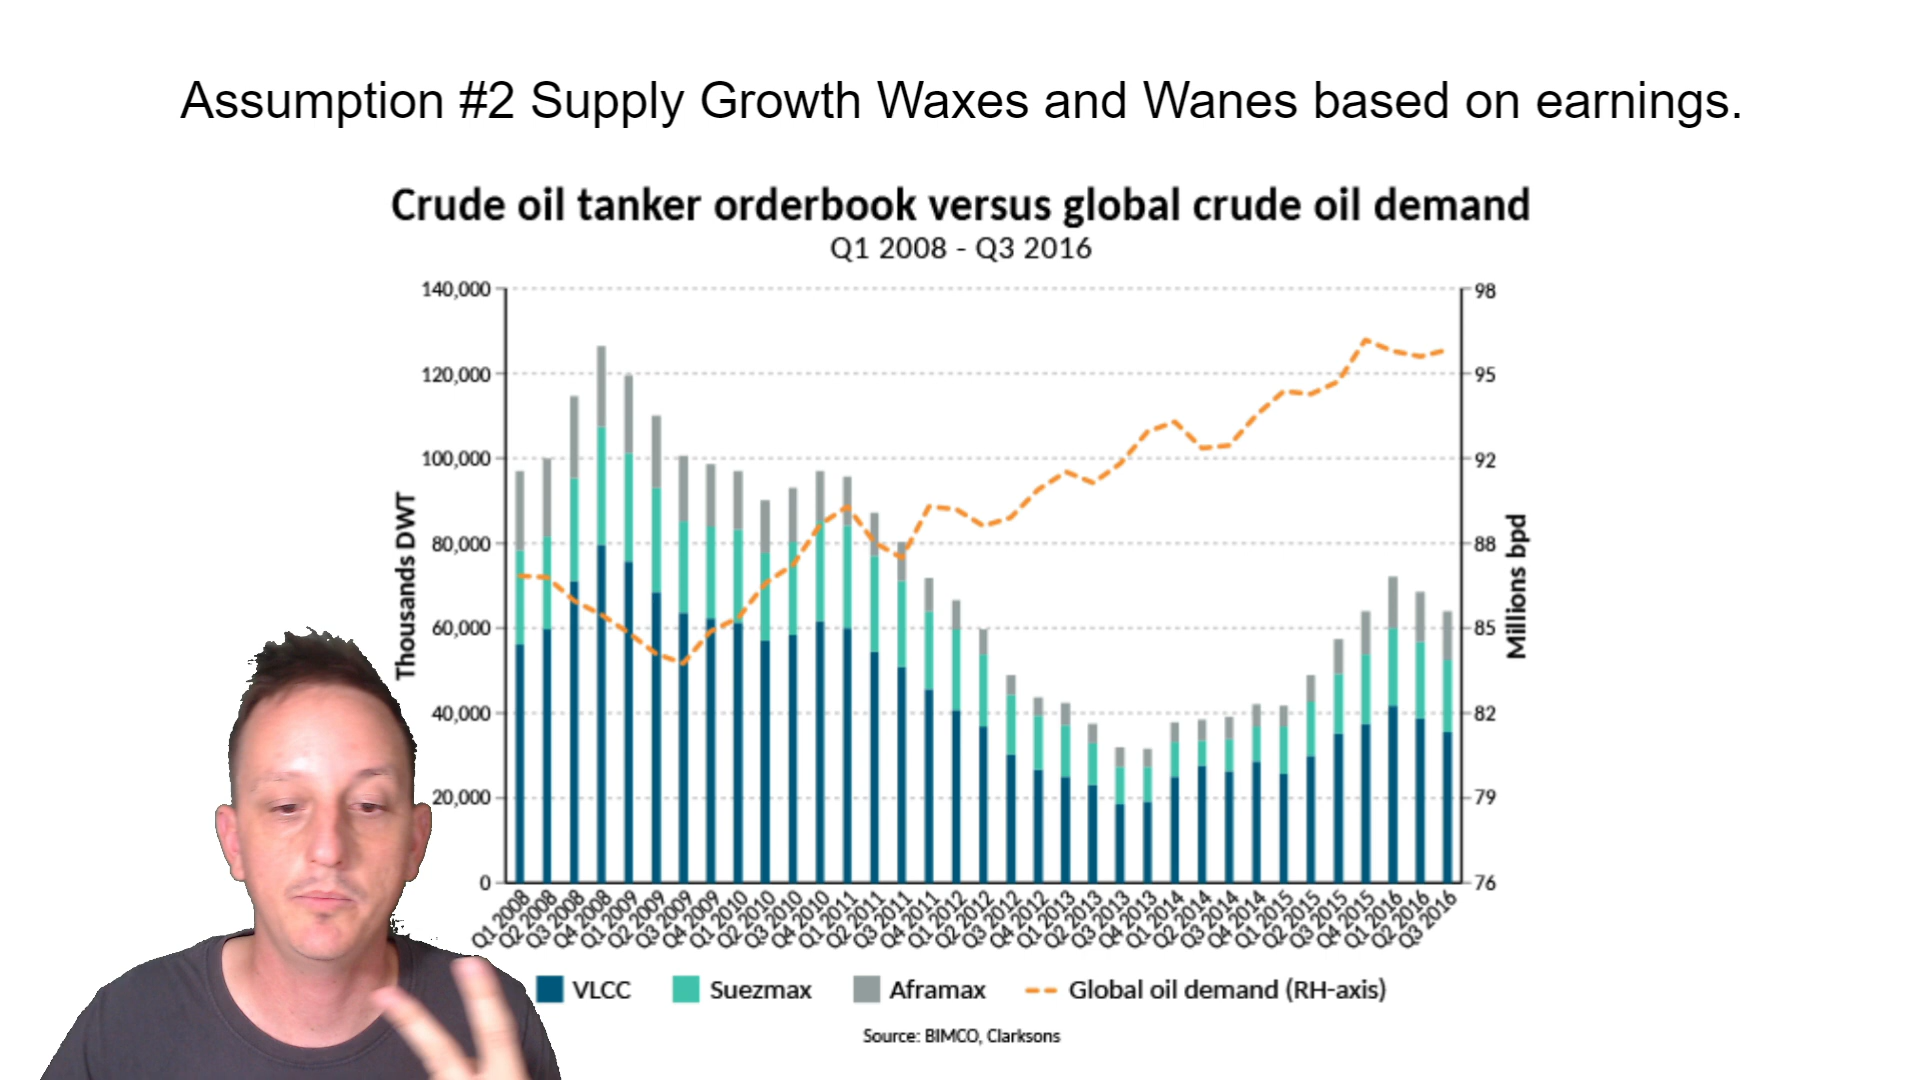 Assumption #2 Supply Growth Waxes and Wanes based on earnings.
Crude oil tanker orderbook versus global crude oil demand
Q1 2008 - Q3 2016
140,000
120,000
100,000
80,000
60,000
40,000
20,000
0
Thousands DWT
98
95
92
88
85
82
79
76
Millions bpd
Q1 2008
Q2 2008
Q3 2008
Q4 2008
Q1 2009
Q2 2009
Q3 2009
Q4 2009
Q1 2010
Q2 2010
Q3 2010
Q4 2010
Q1 2011
Q2 2011
Q3 2011
Q4 2011
Q1 2012
Q2 2012
Q3 2012
Q4 2012
Q1 2013
Q2 2013
Q3 2013
Q4 2013
Q1 2014
Q2 2014
Q3 2014
Q4 2014
Q1 2015
Q2 2015
Q3 2015
Q4 2015
Q1 2016
Q2 2016
Q3 2016
VLCC Suezmax Aframax Global oil demand (RH-axis)
Source: BIMCO, Clarksons